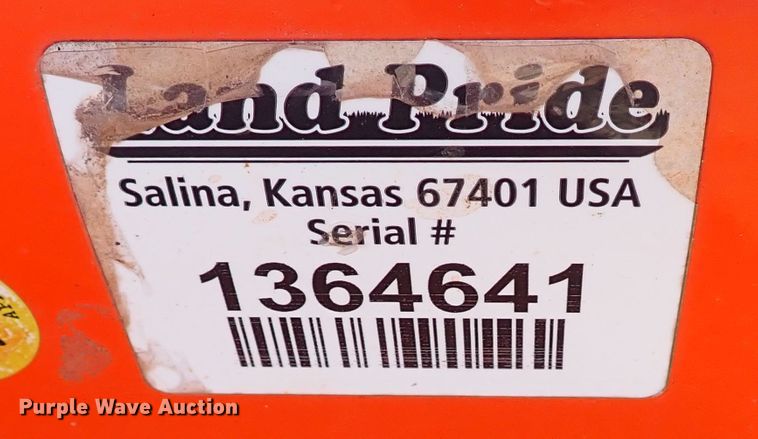 Land Pride
Salina, Kansas 67401 USA
Serial #
1364641
Purple Wave Auction